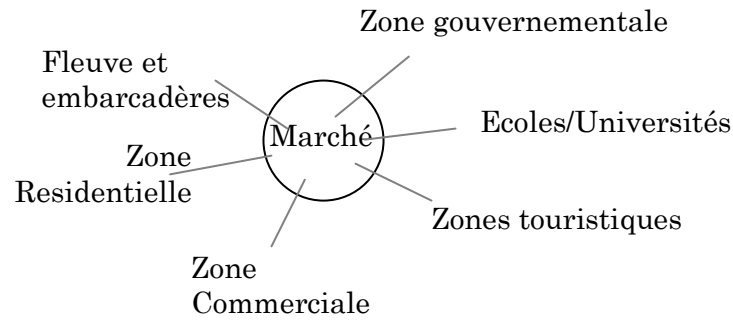 Zone gouvernementale
Fleuve et
embarcadères
Marché
Ecoles/Universités
Zone
Residentielle
Zones touristiques
Zone
Commerciale